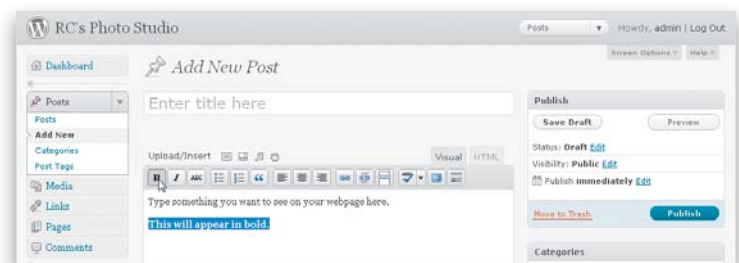 RC's Photo Studio
Posts
Howdy, admin | Log Out
Screen Options
Help
Dashboard
Add New Post
Posts
Posts
Add New
Categories
Post Tags
Media
Links
Pages
Comments
Enter title here
Upload/Insert
Visual
HTML
B I ABC
Type something you want to see on your webpage here.
This will appear in bold.
Publish
Save Draft
Preview
Status: Draft Edit
Visibility: Public Edit
Publish immediately Edit
Move to Trash
Publish
Categories